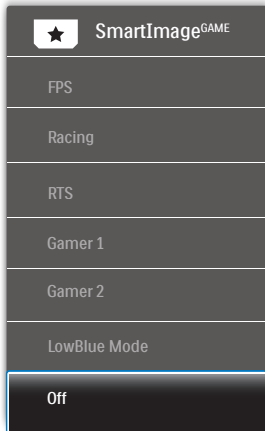 SmartImageGAME
FPS
Racing
RTS
Gamer 1
Gamer 2
LowBlue Mode
Off